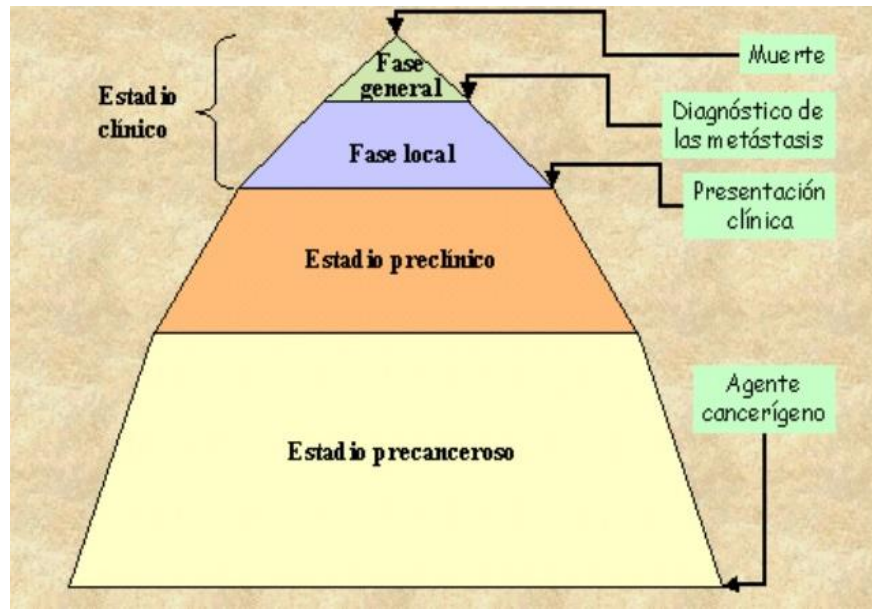 Muerte
Fase
general
Estadio
clínico
Diagnóstico de
las metástasis
Fase local
Presentación
clínica
Estadio preclínico
Agente
cancerígeno
Estadio precanceroso